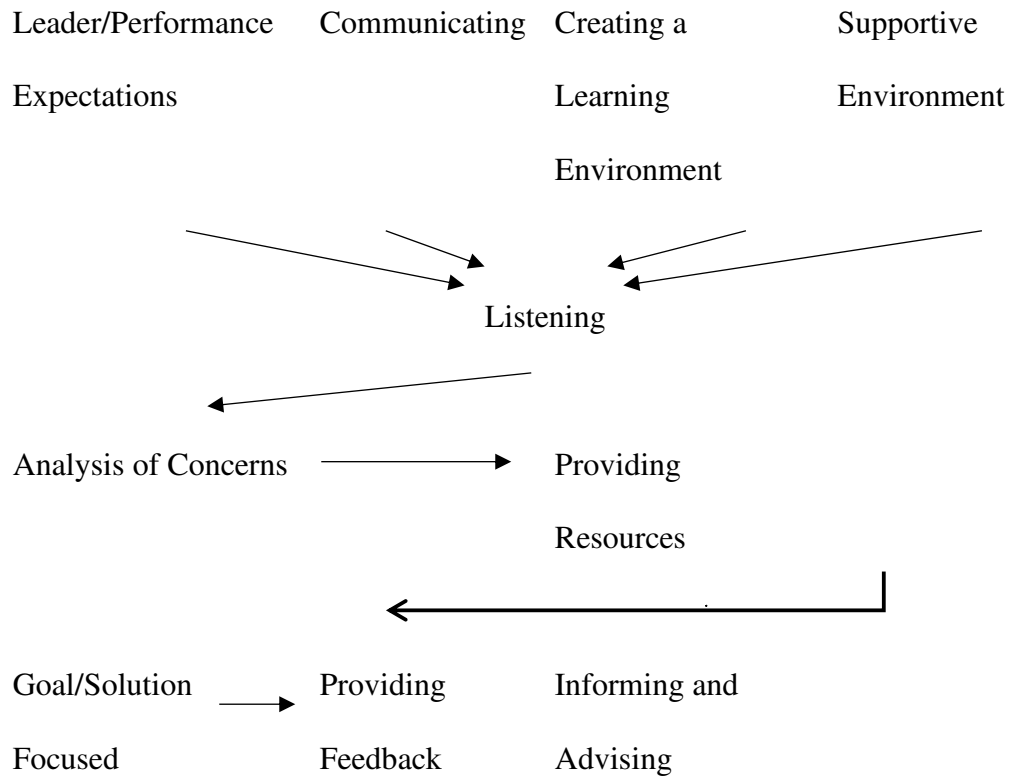 Leader/Performance Communicating Creating a Supportive
Expectations Learning Environment
Environment
Listening
Analysis of Concerns Providing
Resources
Goal/Solution Providing Informing and
Focused Feedback Advising